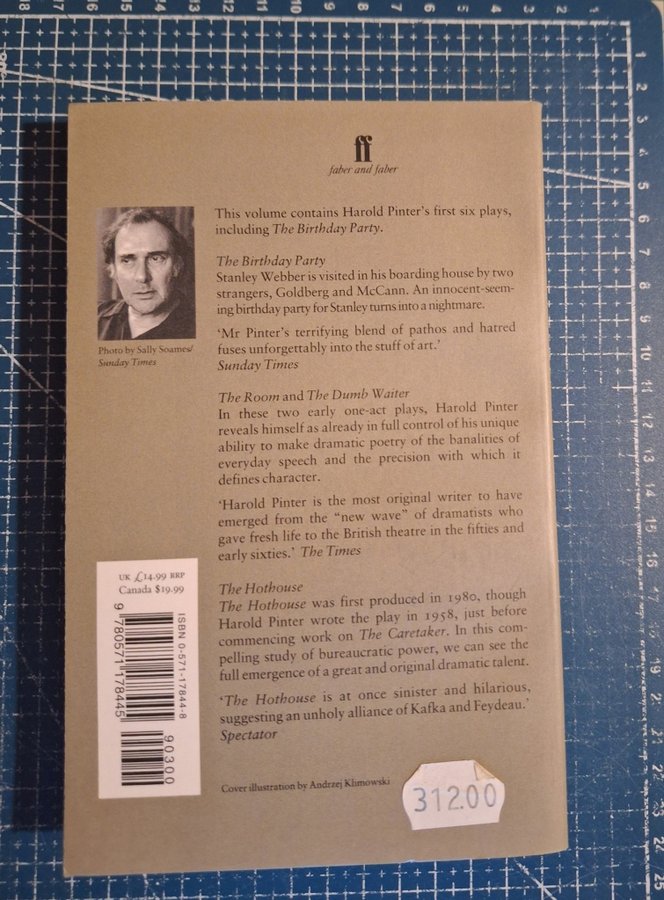 ff
faber and faber
This volume contains Harold Pinter's first six plays,
including The Birthday Party.
The Birthday Party
Stanley Webber is visited in his boarding house by two
strangers, Goldberg and McCann. An innocent-seem-
ing birthday party for Stanley turns into a nightmare.
'Mr Pinter's terrifying blend of pathos and hatred
fuses unforgettably into the stuff of art.'
Sunday Times
Photo by Sally Soames/
Sunday Times
The Room and The Dumb Waiter
In these two early one-act plays, Harold Pinter
reveals himself as already in full control of his unique
ability to make dramatic poetry of the banalities of
everyday speech and the precision with which it
defines character.
'Harold Pinter is the most original writer to have
emerged from the "new wave" of dramatists who
gave fresh life to the British theatre in the fifties and
early sixties.' The Times
The Hothouse
The Hothouse was first produced in 1980, though
Harold Pinter wrote the play in 1958, just before
commencing work on The Caretaker. In this com-
pelling study of bureaucratic power, we can see the
full emergence of a great and original dramatic talent.
'The Hothouse is at once sinister and hilarious,
suggesting an unholy alliance of Kafka and Feydeau.'
Spectator
UK £14.99 RRP
Canada $19.99
ISBN 0-571-17844-8
9 780571 178445
90300
Cover illustration by Andrzej Klimowski
312.00